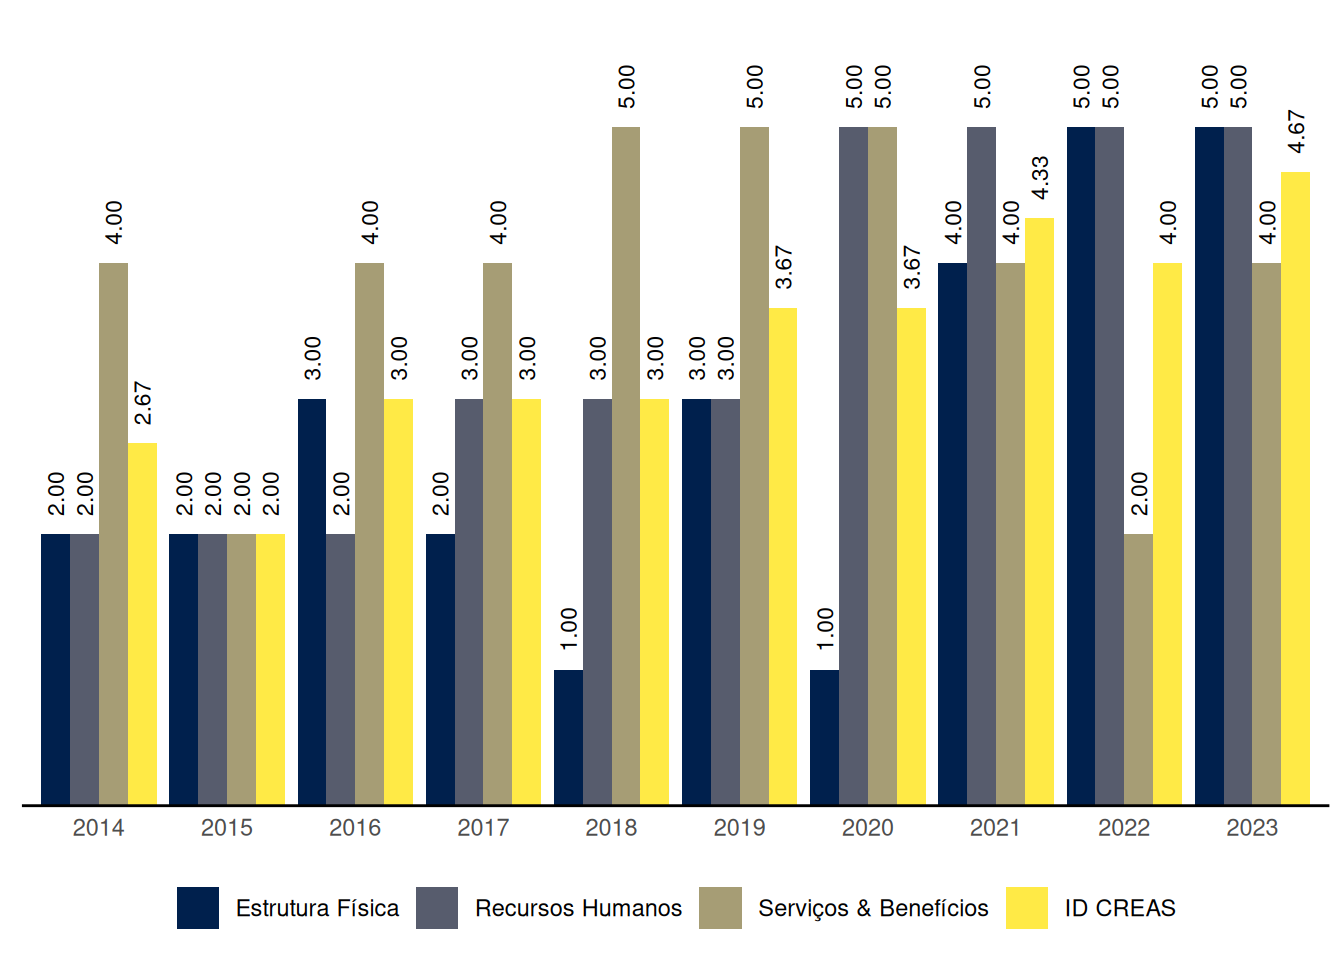 2.00 2.00 4.00 2.67
2.00 2.00 2.00 2.00
3.00 2.00 4.00 3.00
2.00 3.00 4.00 3.00
1.00 3.00 5.00 3.00
3.00 3.00 5.00 3.67
1.00 5.00 5.00 3.67
4.00 5.00 4.00 4.33
5.00 5.00 2.00 4.00
5.00 5.00 4.00 4.67
2014 2015 2016 2017 2018 2019 2020 2021 2022 2023
Estrutura Física Recursos Humanos Serviços & Benefícios ID CREAS